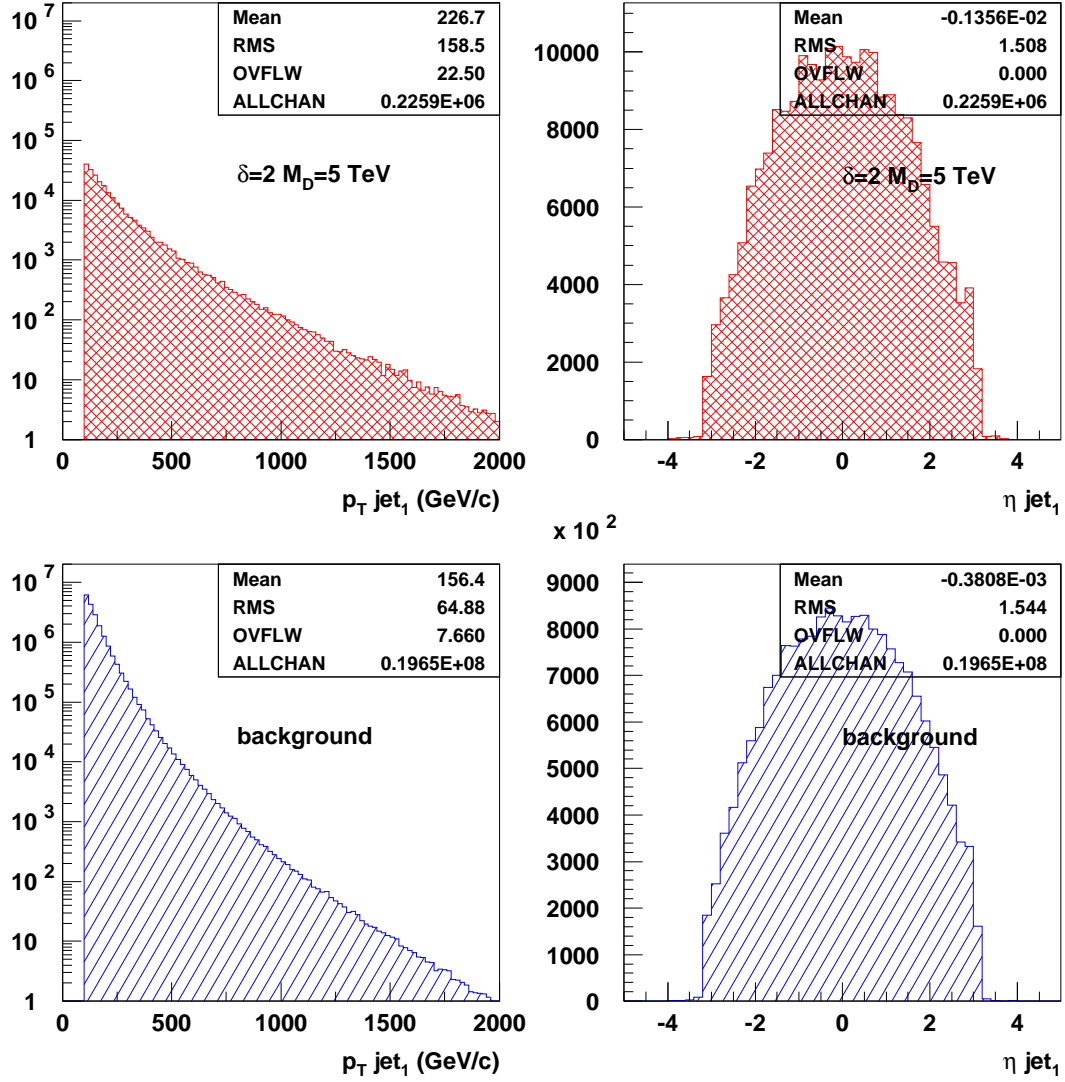 Mean 226.7
RMS 158.5
OVFLW 22.50
ALLCHAN 0.2259E+06
δ=2 M_D=5 TeV
10^7
10^6
10^5
10^4
10^3
10^2
10
1
0 500 1000 1500 2000
p_T jet_1 (GeV/c)
Mean -0.1356E-02
RMS 1.508
OVFLW 0.000
ALLCHAN 0.2259E+06
δ=2 M_D=5 TeV
10000
8000
6000
4000
2000
0
-4 -2 0 2 4
η jet_1
Mean 156.4
RMS 64.88
OVFLW 7.660
ALLCHAN 0.1965E+08
background
10^7
10^6
10^5
10^4
10^3
10^2
10
1
0 500 1000 1500 2000
p_T jet_1 (GeV/c)
x 10^2
Mean -0.3808E-03
RMS 1.544
OVFLW 0.000
ALLCHAN 0.1965E+08
background
9000
8000
7000
6000
5000
4000
3000
2000
1000
0
-4 -2 0 2 4
η jet_1